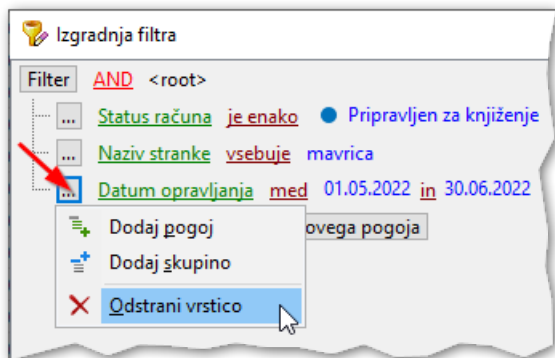 Izgradnja filtra
Filter AND <root>
... Status računa je enako Pripravljen za knjiženje
... Naziv stranke vsebuje mavrica
... Datum opravljanja med 01.05.2022 in 30.06.2022
Dodaj pogoj
ovega pogoja
Dodaj skupino
Odstrani vrstico